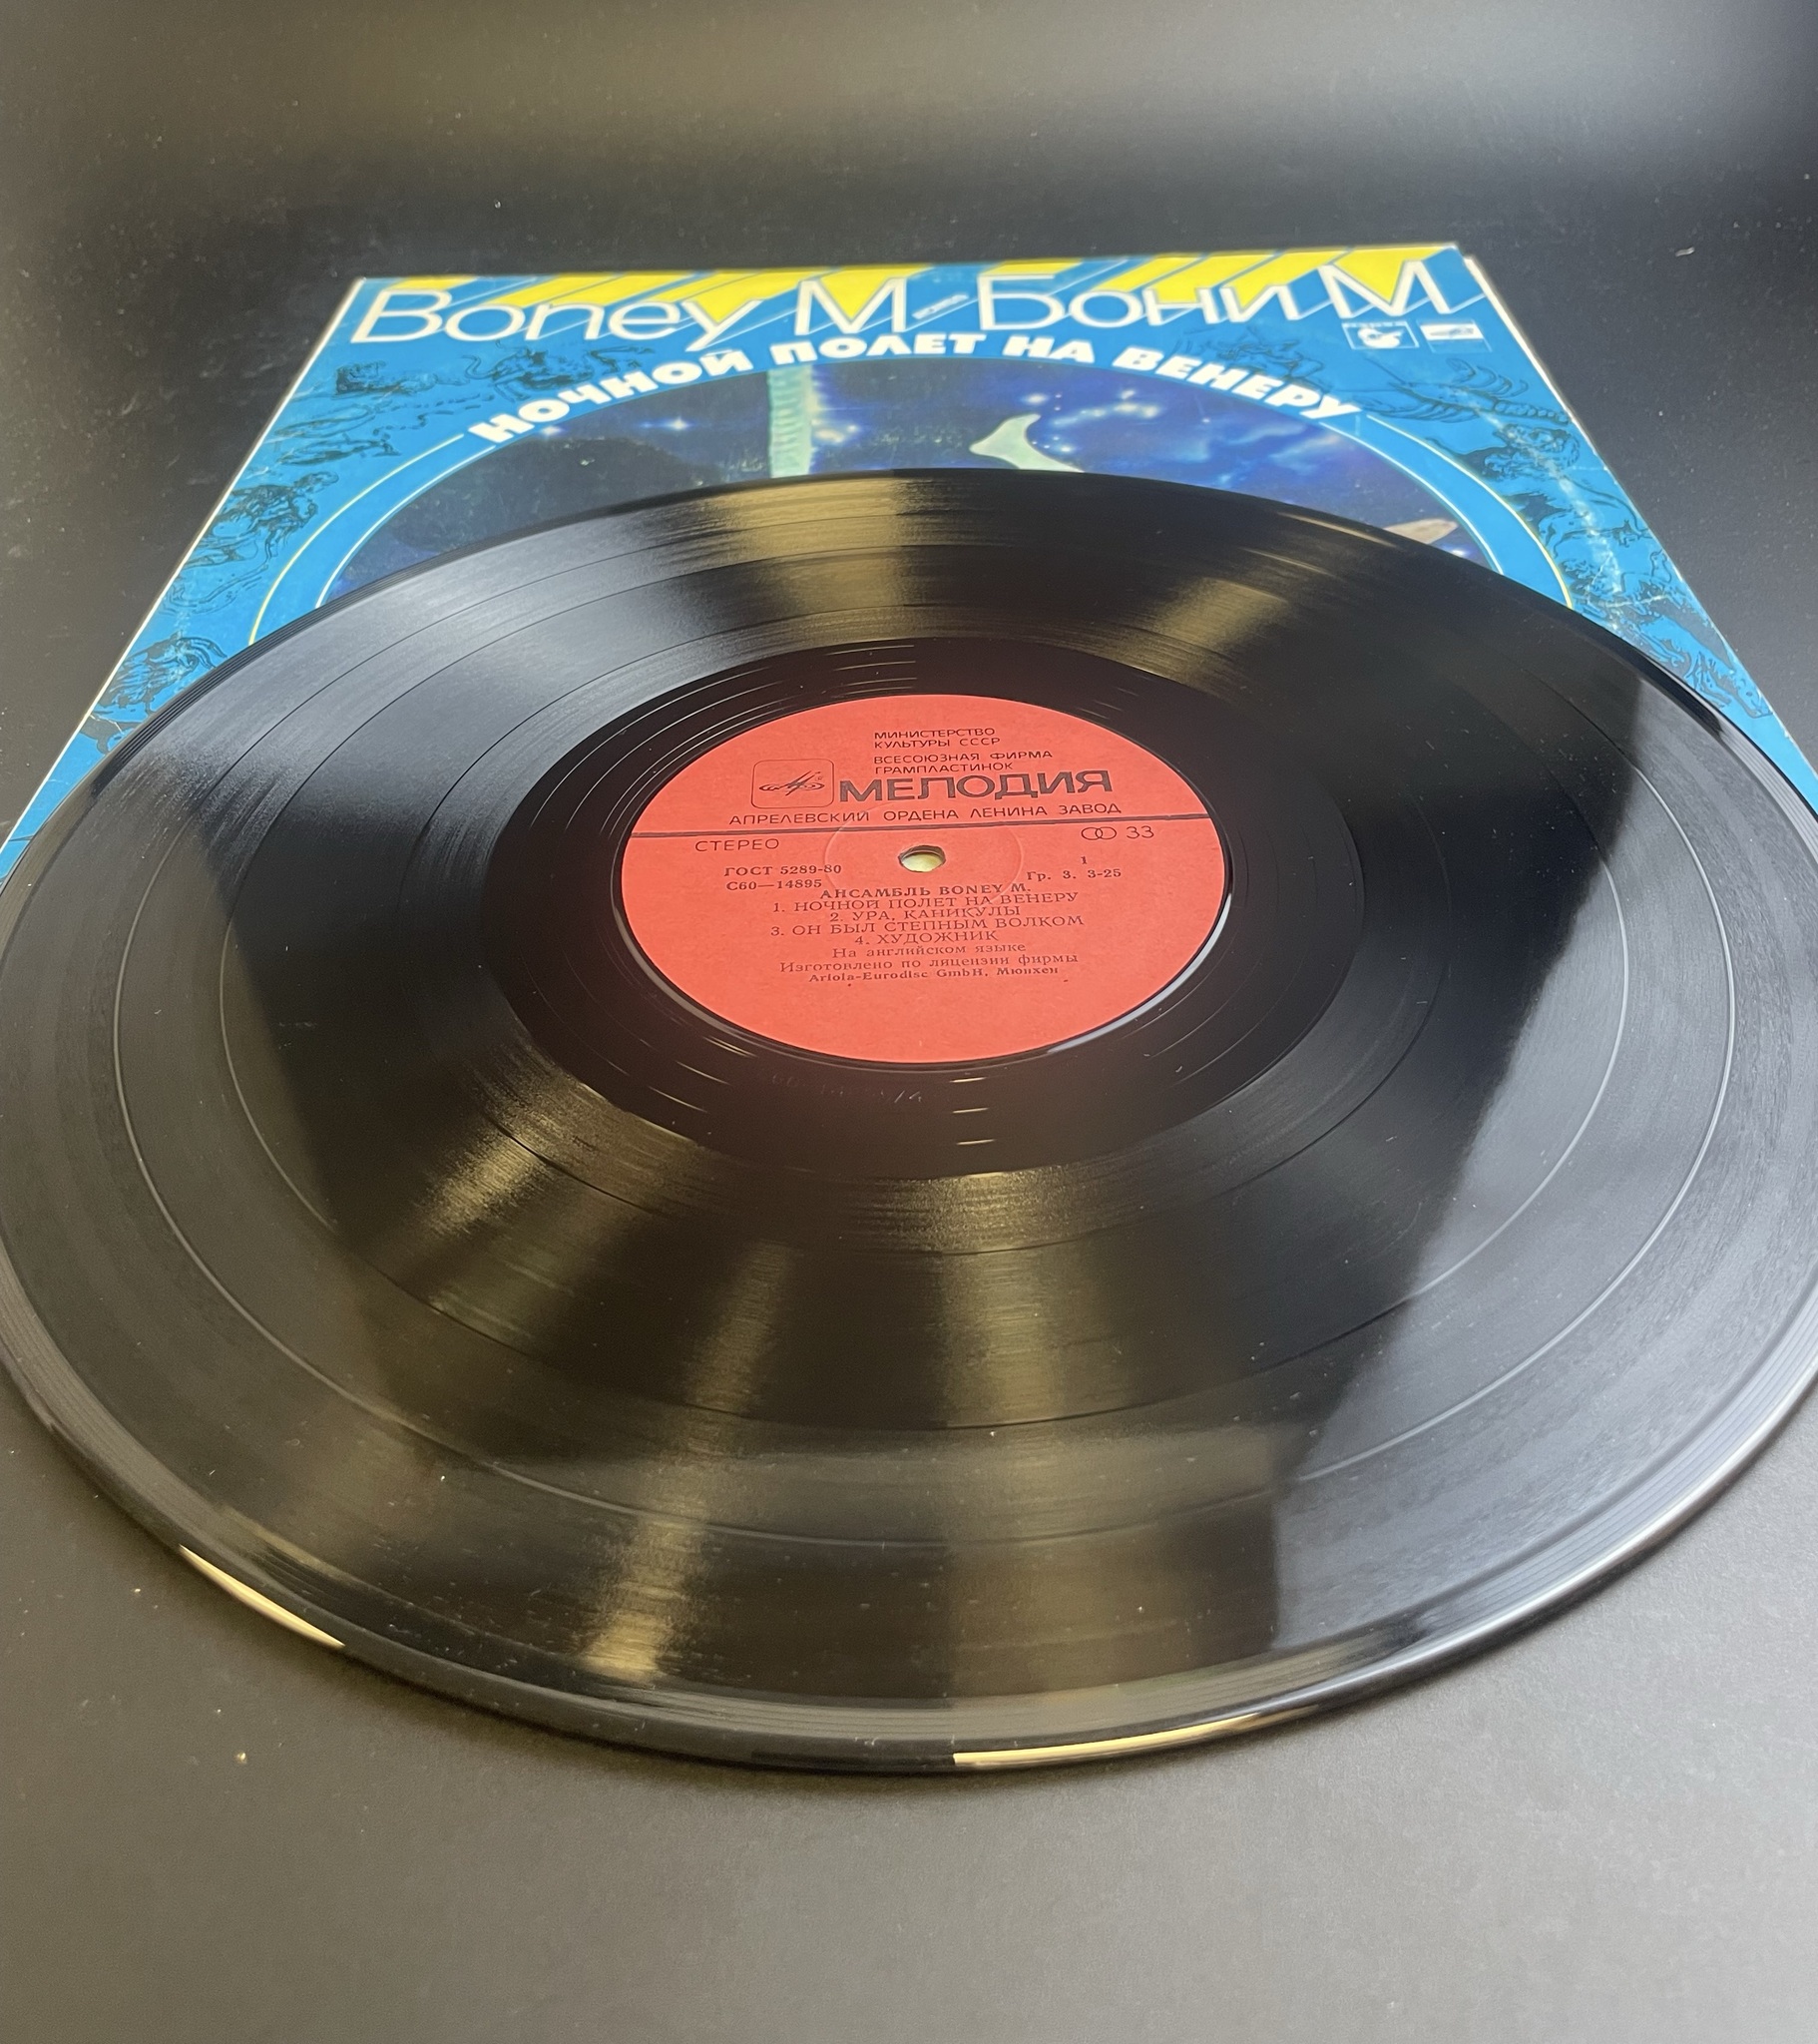 Boney M. Бони М
НОЧНОЙ ПОЛЕТ НА ВЕНЕРУ
МИНИСТЕРСТВО
КУЛЬТУРЫ СССР
ВСЕСОЮЗНАЯ ФИРМА
ГРАМПЛАСТИНОК
МЕЛОДИЯ
АПРЕЛЕВСКИЙ ОРДЕНА ЛЕНИНА ЗАВОД
СТЕРЕО
33
ГОСТ 5289-80
С60—14895
1
Гр. 3. 3-25
АНСАМБЛЬ BONEY M.
1. НОЧНОЙ ПОЛЕТ НА ВЕНЕРУ
2. УРА, КАНИКУЛЫ
3. ОН БЫЛ СТЕПНЫМ ВОЛКОМ
4. ХУДОЖНИК
На английском языке
Изготовлено по лицензии фирмы
Ariola-Eurodisc GmbH, Мюнхен